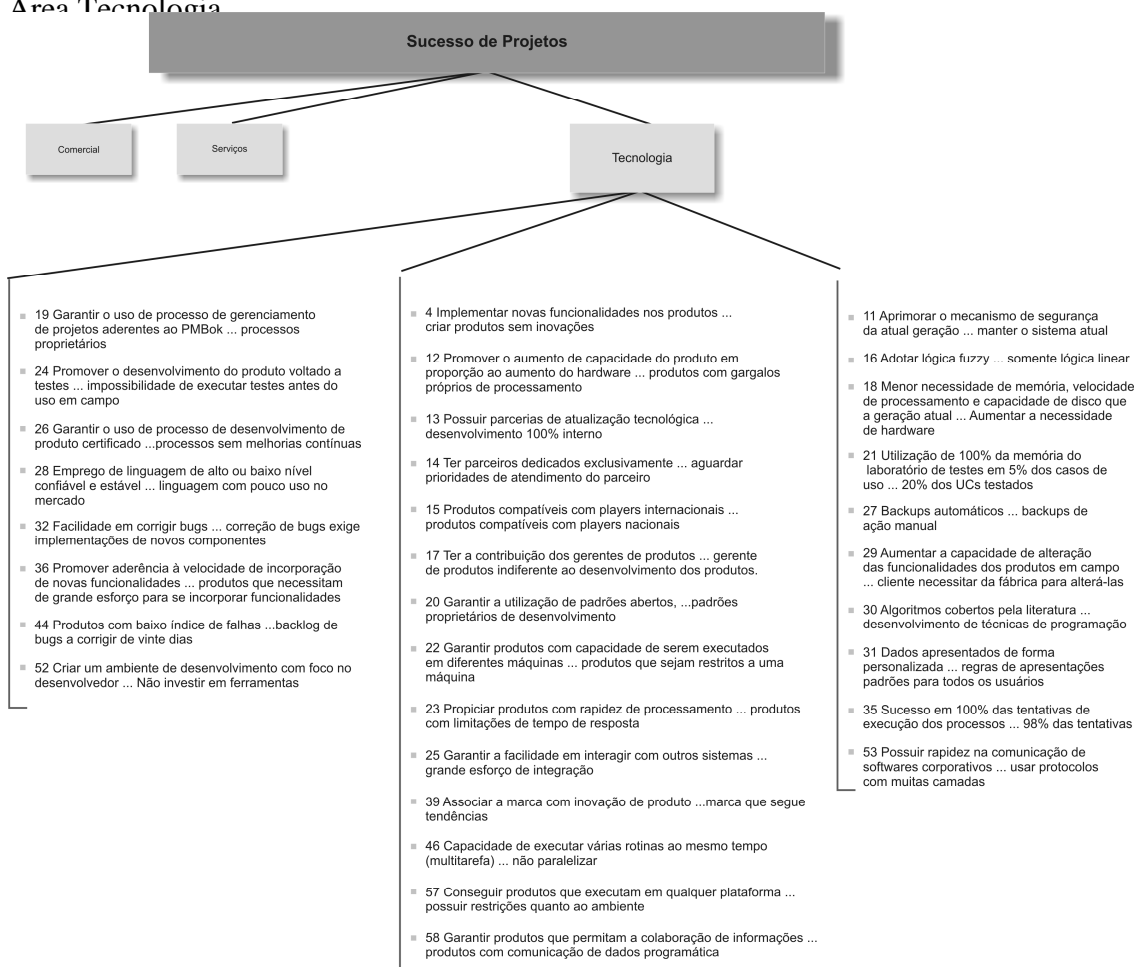 Área Tecnologia
Sucesso de Projetos
Comercial
Serviços
Tecnologia
19 Garantir o uso de processo de gerenciamento
de projetos aderentes ao PMBok ... processos
proprietários
24 Promover o desenvolvimento do produto voltado a
testes ... impossibilidade de executar testes antes do
uso em campo
26 Garantir o uso de processo de desenvolvimento de
produto certificado ...processos sem melhorias contínuas
28 Emprego de linguagem de alto ou baixo nível
confiável e estável ... linguagem com pouco uso no
mercado
32 Facilidade em corrigir bugs ... correção de bugs exige
implementações de novos componentes
36 Promover aderência à velocidade de incorporação
de novas funcionalidades ... produtos que necessitam
de grande esforço para se incorporar funcionalidades
44 Produtos com baixo índice de falhas ...backlog de
bugs a corrigir de vinte dias
52 Criar um ambiente de desenvolvimento com foco no
desenvolvedor ... Não investir em ferramentas
4 Implementar novas funcionalidades nos produtos ...
criar produtos sem inovações
12 Promover o aumento de capacidade do produto em
proporção ao aumento do hardware ... produtos com gargalos
próprios de processamento
13 Possuir parcerias de atualização tecnológica ...
desenvolvimento 100% interno
14 Ter parceiros dedicados exclusivamente ... aguardar
prioridades de atendimento do parceiro
15 Produtos compatíveis com players internacionais ...
produtos compatíveis com players nacionais
17 Ter a contribuição dos gerentes de produtos ... gerente
de produtos indiferente ao desenvolvimento dos produtos.
20 Garantir a utilização de padrões abertos, ...padrões
proprietários de desenvolvimento
22 Garantir produtos com capacidade de serem executados
em diferentes máquinas ... produtos que sejam restritos a uma
máquina
23 Propiciar produtos com rapidez de processamento ... produtos
com limitações de tempo de resposta
25 Garantir a facilidade em interagir com outros sistemas ...
grande esforço de integração
39 Associar a marca com inovação de produto ...marca que segue
tendências
46 Capacidade de executar várias rotinas ao mesmo tempo
(multitarefa) ... não paralelizar
57 Conseguir produtos que executam em qualquer plataforma ...
possuir restrições quanto ao ambiente
58 Garantir produtos que permitam a colaboração de informações ...
produtos com comunicação de dados programática
11 Aprimorar o mecanismo de segurança
da atual geração ... manter o sistema atual
16 Adotar lógica fuzzy ... somente lógica linear
18 Menor necessidade de memória, velocidade
de processamento e capacidade de disco que
a geração atual ... Aumentar a necessidade
de hardware
21 Utilização de 100% da memória do
laboratório de testes em 5% dos casos de
uso ... 20% dos UCs testados
27 Backups automáticos ... backups de
ação manual
29 Aumentar a capacidade de alteração
das funcionalidades dos produtos em campo
... cliente necessitar da fábrica para alterá-las
30 Algoritmos cobertos pela literatura ...
desenvolvimento de técnicas de programação
31 Dados apresentados de forma
personalizada ... regras de apresentações
padrões para todos os usuários
35 Sucesso em 100% das tentativas de
execução dos processos ... 98% das tentativas
53 Possuir rapidez na comunicação de
softwares corporativos ... usar protocolos
com muitas camadas